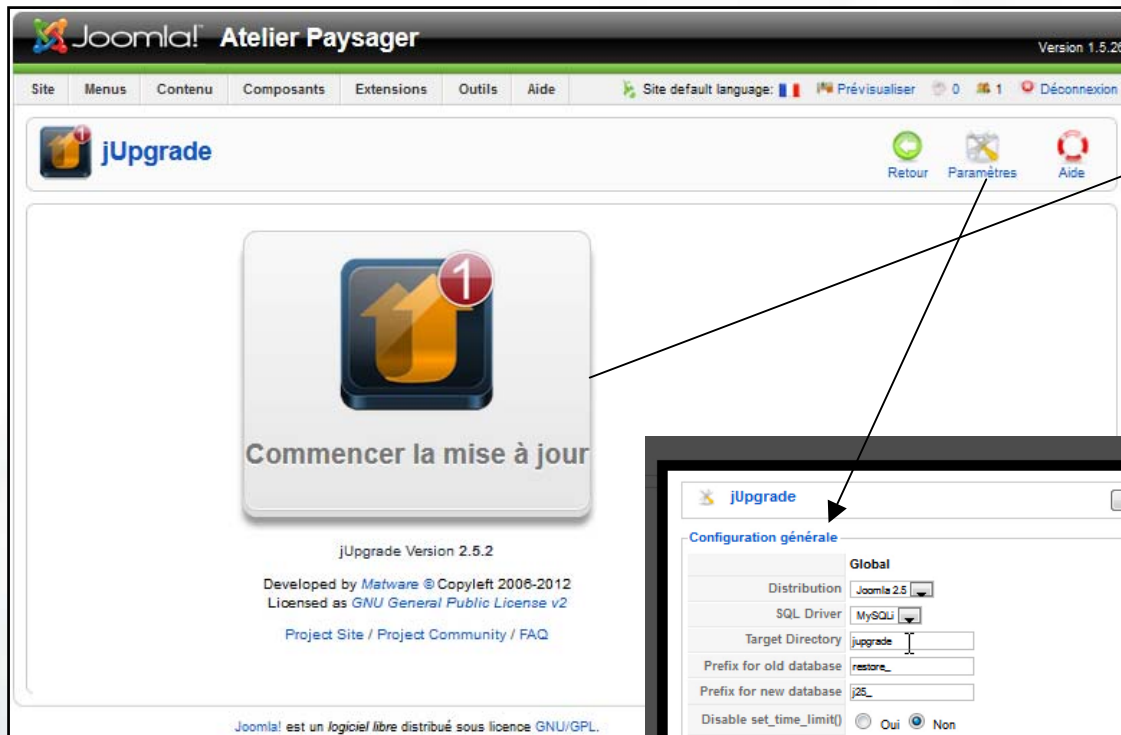 Joomla! Atelier Paysager
Version 1.5.26
Site Menus Contenu Composants Extensions Outils Aide Site default language: Prévisualiser 0 1 Déconnexion
1
jUpgrade
Retour Paramètres Aide
1
Commencer la mise à jour
jUpgrade Version 2.5.2
Developed by Matware © Copyleft 2006-2012
Licensed as GNU General Public License v2
Project Site / Project Community / FAQ
Joomla! est un logiciel libre distribué sous licence GNU/GPL.
jUpgrade
Configuration générale
Global
Distribution Joomla 2.5
SQL Driver MySQLi
Target Directory jupgrade
Prefix for old database restore_
Prefix for new database j25_
Disable set_time_limit() Oui Non